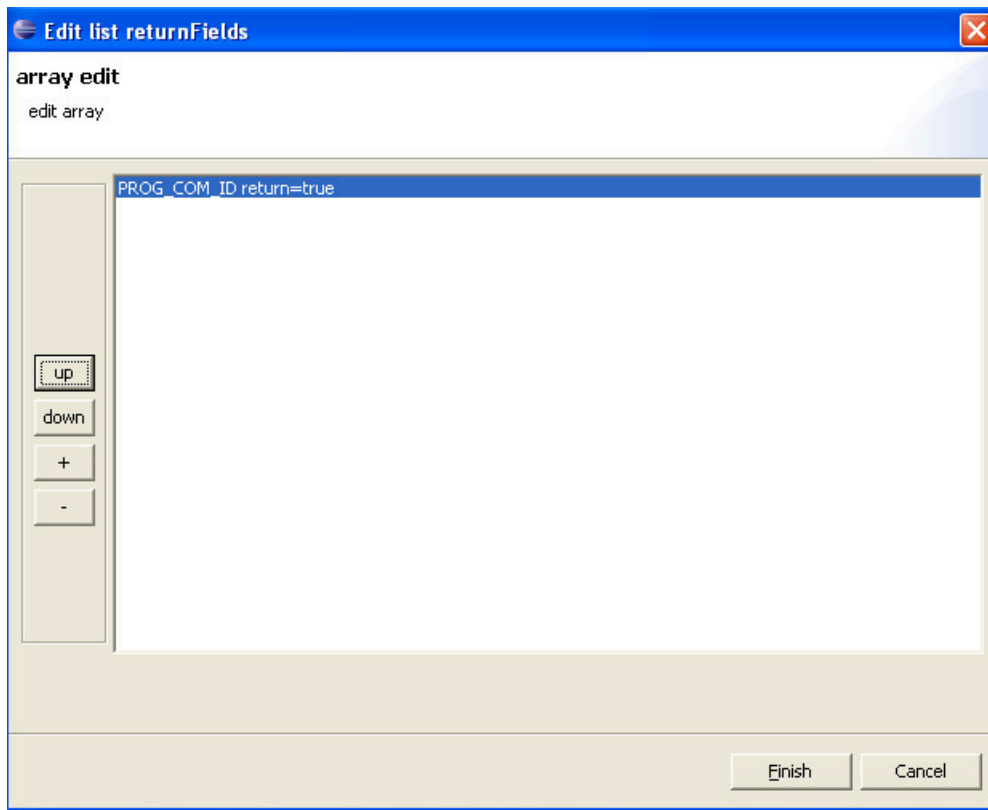 Edit list returnFields
array edit
edit array
PROG_COM_ID return=true
up
down
+
-
Finish
Cancel